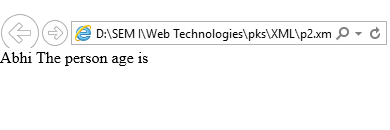 D:\SEM I\Web Technologies\pks\XML\p2.xm
Abhi The person age is